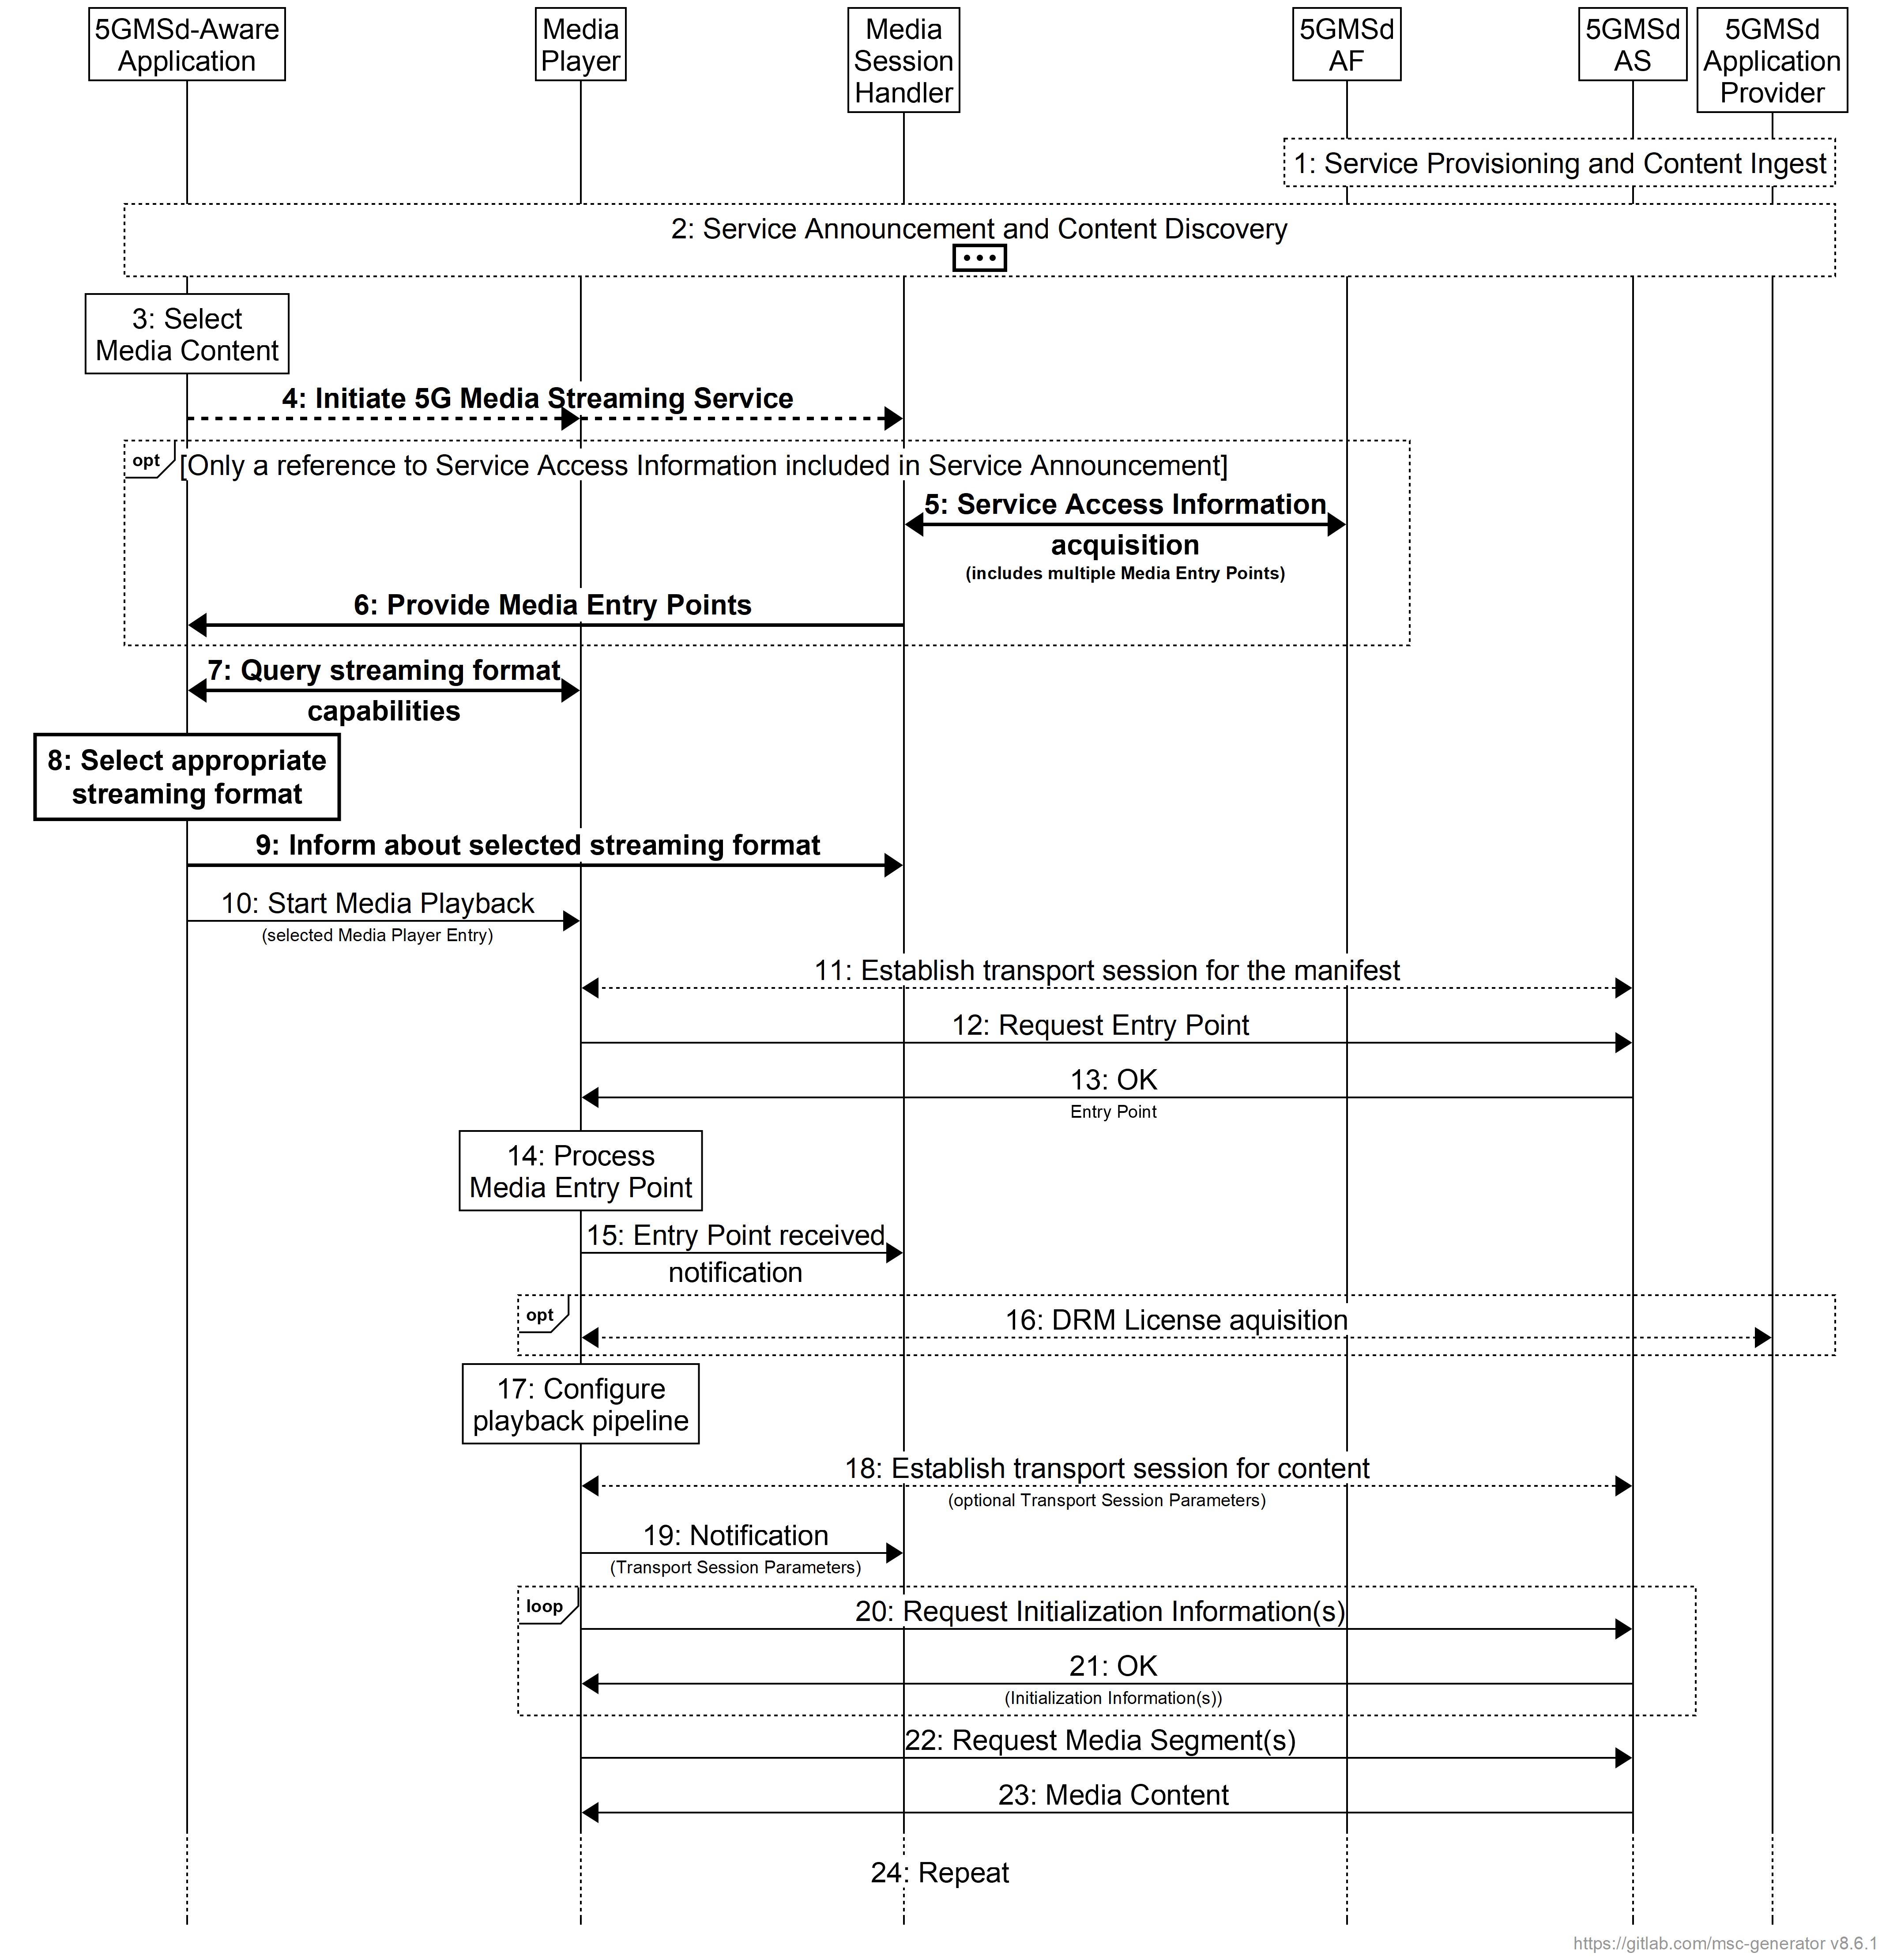 5GMSd-Aware
Application
Media
Player
Media
Session
Handler
5GMSd
AF
5GMSd
AS
5GMSd
Application
Provider
1: Service Provisioning and Content Ingest
2: Service Announcement and Content Discovery
•••
3: Select
Media Content
4: Initiate 5G Media Streaming Service
opt
[Only a reference to Service Access Information included in Service Announcement]
5: Service Access Information
acquisition
(includes multiple Media Entry Points)
6: Provide Media Entry Points
7: Query streaming format
capabilities
8: Select appropriate
streaming format
9: Inform about selected streaming format
10: Start Media Playback
(selected Media Player Entry)
11: Establish transport session for the manifest
12: Request Entry Point
13: OK
Entry Point
14: Process
Media Entry Point
15: Entry Point received
notification
opt
16: DRM License aquisition
17: Configure
playback pipeline
18: Establish transport session for content
(optional Transport Session Parameters)
19: Notification
(Transport Session Parameters)
loop
20: Request Initialization Information(s)
21: OK
(Initialization Information(s))
22: Request Media Segment(s)
23: Media Content
24: Repeat
https://gitlab.com/msc-generator v8.6.1